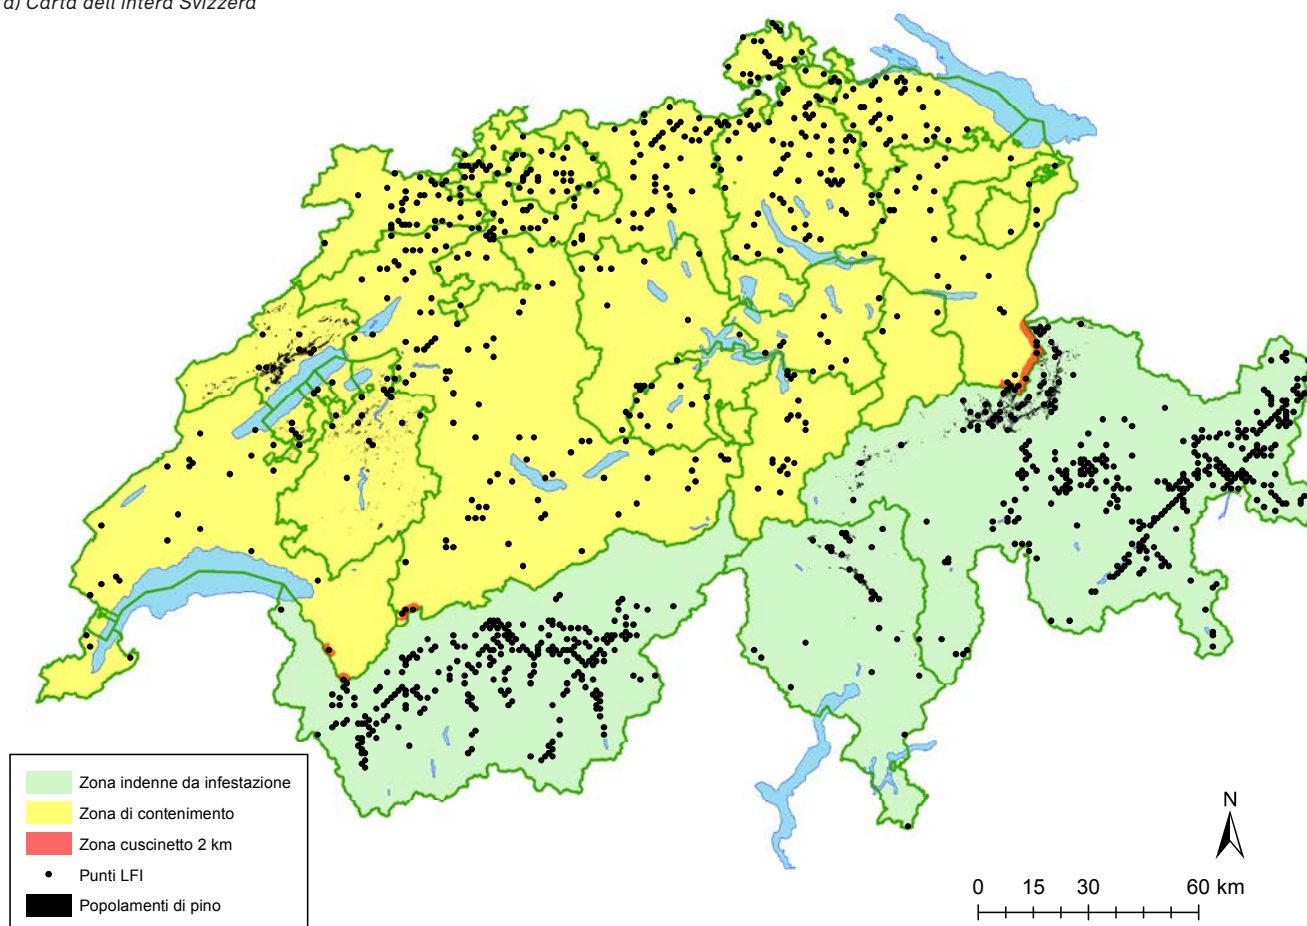 a) Carta dell'intera Svizzera
Zona indenne da infestazione
Zona di contenimento
Zona cuscinetto 2 km
Punti LFI
Popolamenti di pino
N
0 15 30 60 km